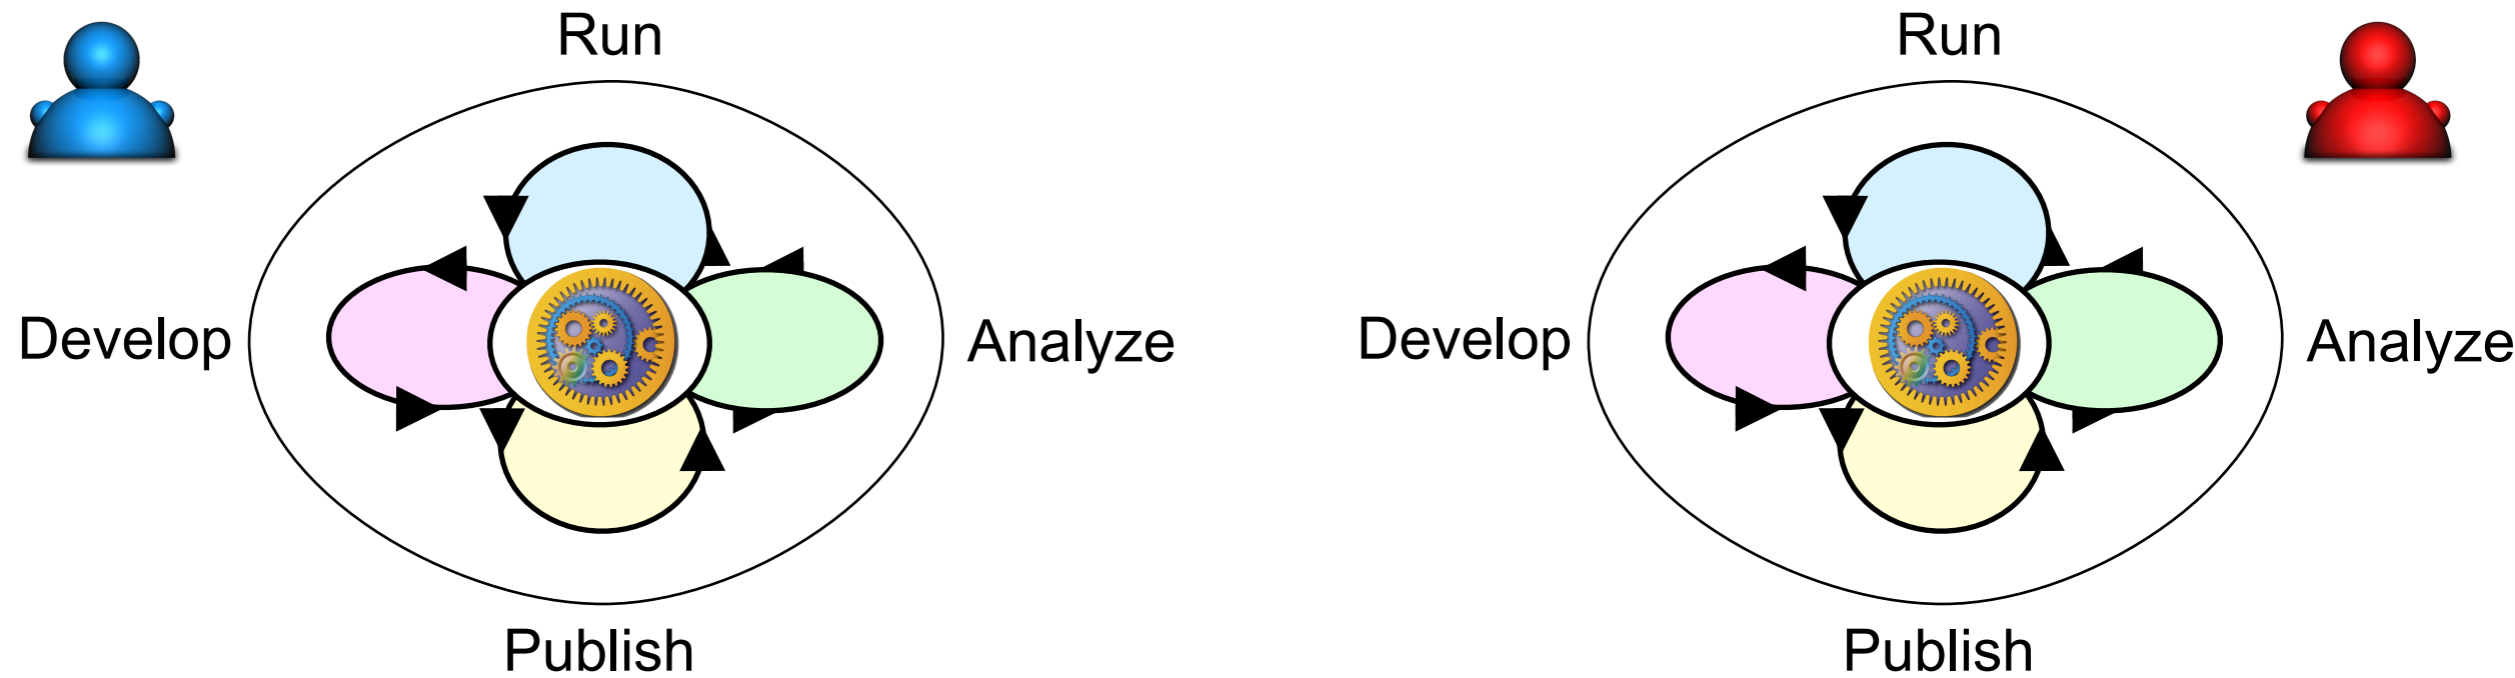 Run
Develop
Analyze
Publish
Run
Develop
Analyze
Publish